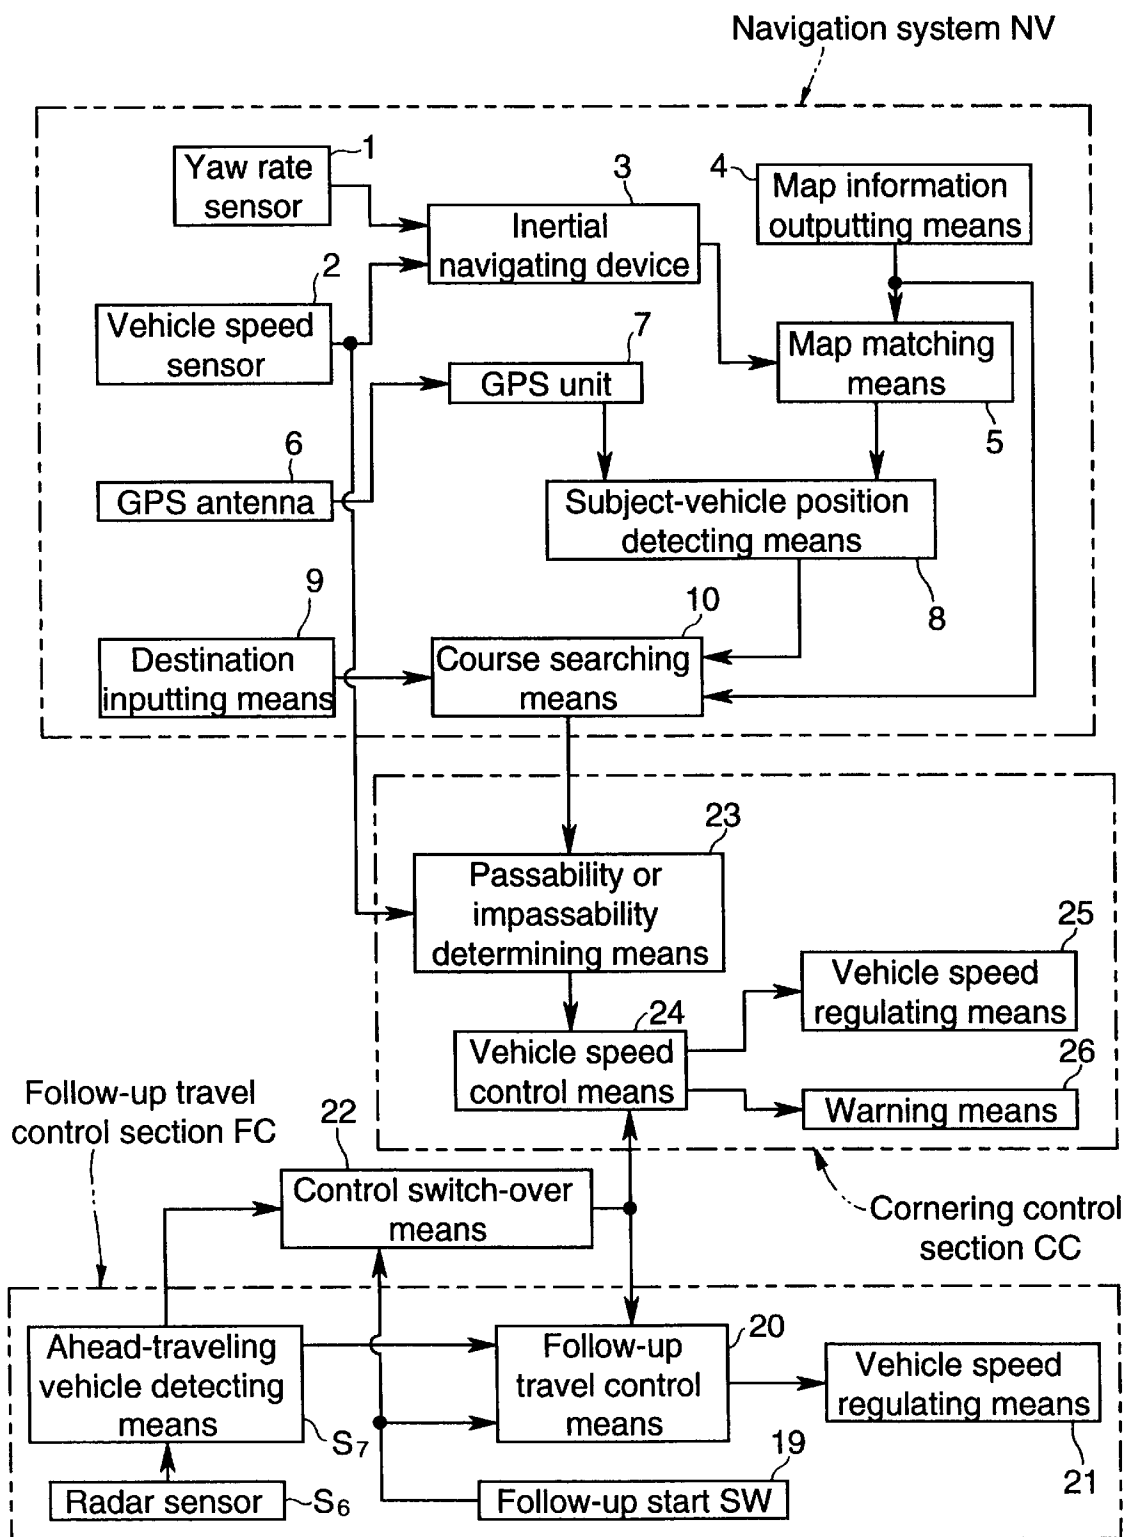 Navigation system NV
Yaw rate
sensor
1
Inertial
navigating device
3
4
Map information
outputting means
2
Vehicle speed
sensor
7
GPS unit
Map matching
means
5
6
GPS antenna
Subject-vehicle position
detecting means
8
9
Destination
inputting means
10
Course searching
means
23
Passability or
impassability
determining means
25
Vehicle speed
regulating means
24
Vehicle speed
control means
26
Warning means
Follow-up travel
control section FC
22
Control switch-over
means
Cornering control
section CC
Ahead-traveling
vehicle detecting
means
S7
Follow-up
travel control
means
20
Vehicle speed
regulating means
21
Radar sensor
S6
19
Follow-up start SW